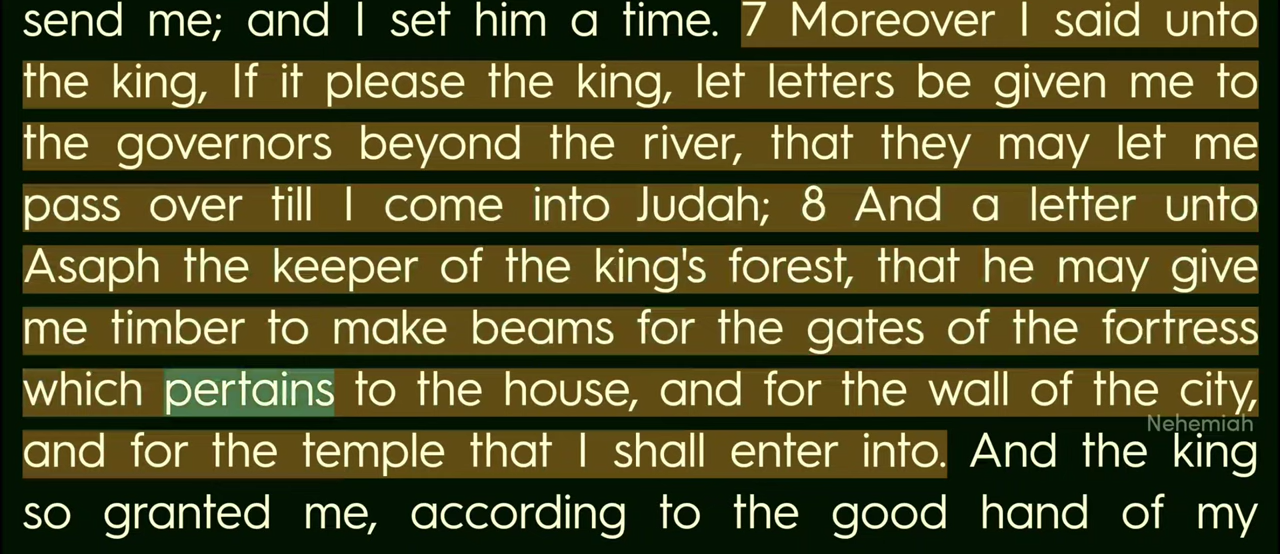 send me; and I set him a time. 7 Moreover I said unto
the king, If it please the king, let letters be given me to
the governors beyond the river, that they may let me
pass over till I come into Judah; 8 And a letter unto
Asaph the keeper of the king's forest, that he may give
me timber to make beams for the gates of the fortress
which pertains to the house, and for the wall of the city,
Nehemiah
and for the temple that I shall enter into. And the king
so granted me, according to the good hand of my